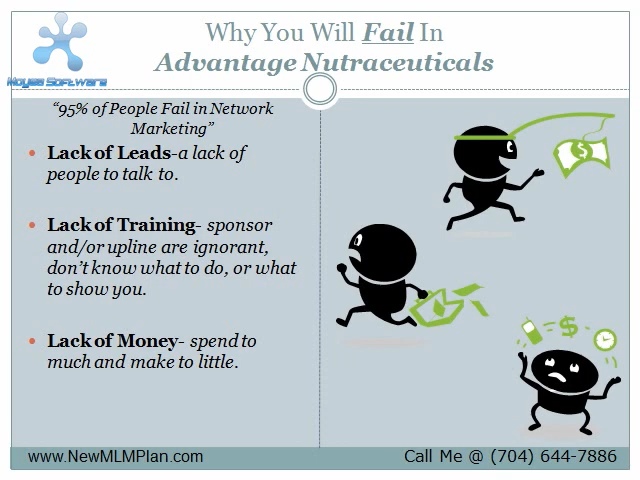 Why You Will Fail In
Advantage Nutraceuticals
Noyes Software
“95% of People Fail in Network
Marketing”
• Lack of Leads-a lack of
people to talk to.
• Lack of Training- sponsor
and/or upline are ignorant,
don’t know what to do, or what
to show you.
• Lack of Money- spend to
much and make to little.
$
= $
www.NewMLMPlan.com
Call Me @ (704) 644-7886